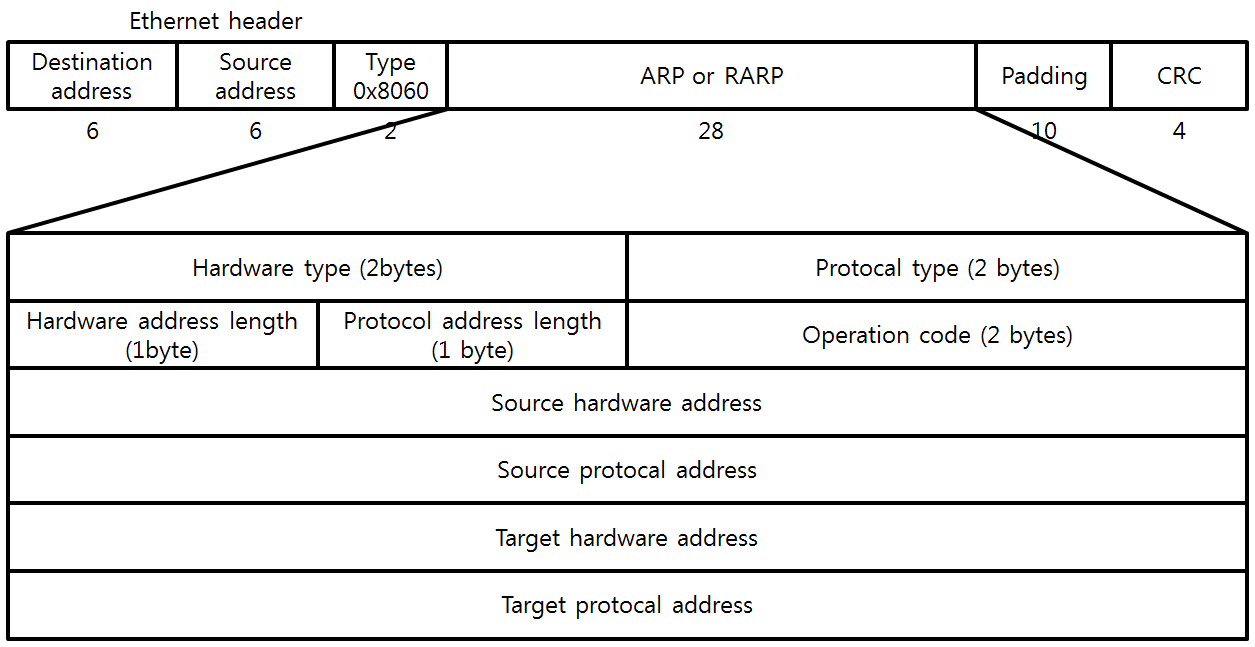 Ethernet header
Destination address
Source address
Type 0x8060
ARP or RARP
Padding
CRC
6
6
2
28
10
4
Hardware type (2bytes)
Protocal type (2 bytes)
Hardware address length
(1byte)
Protocol address length
(1 byte)
Operation code (2 bytes)
Source hardware address
Source protocal address
Target hardware address
Target protocal address